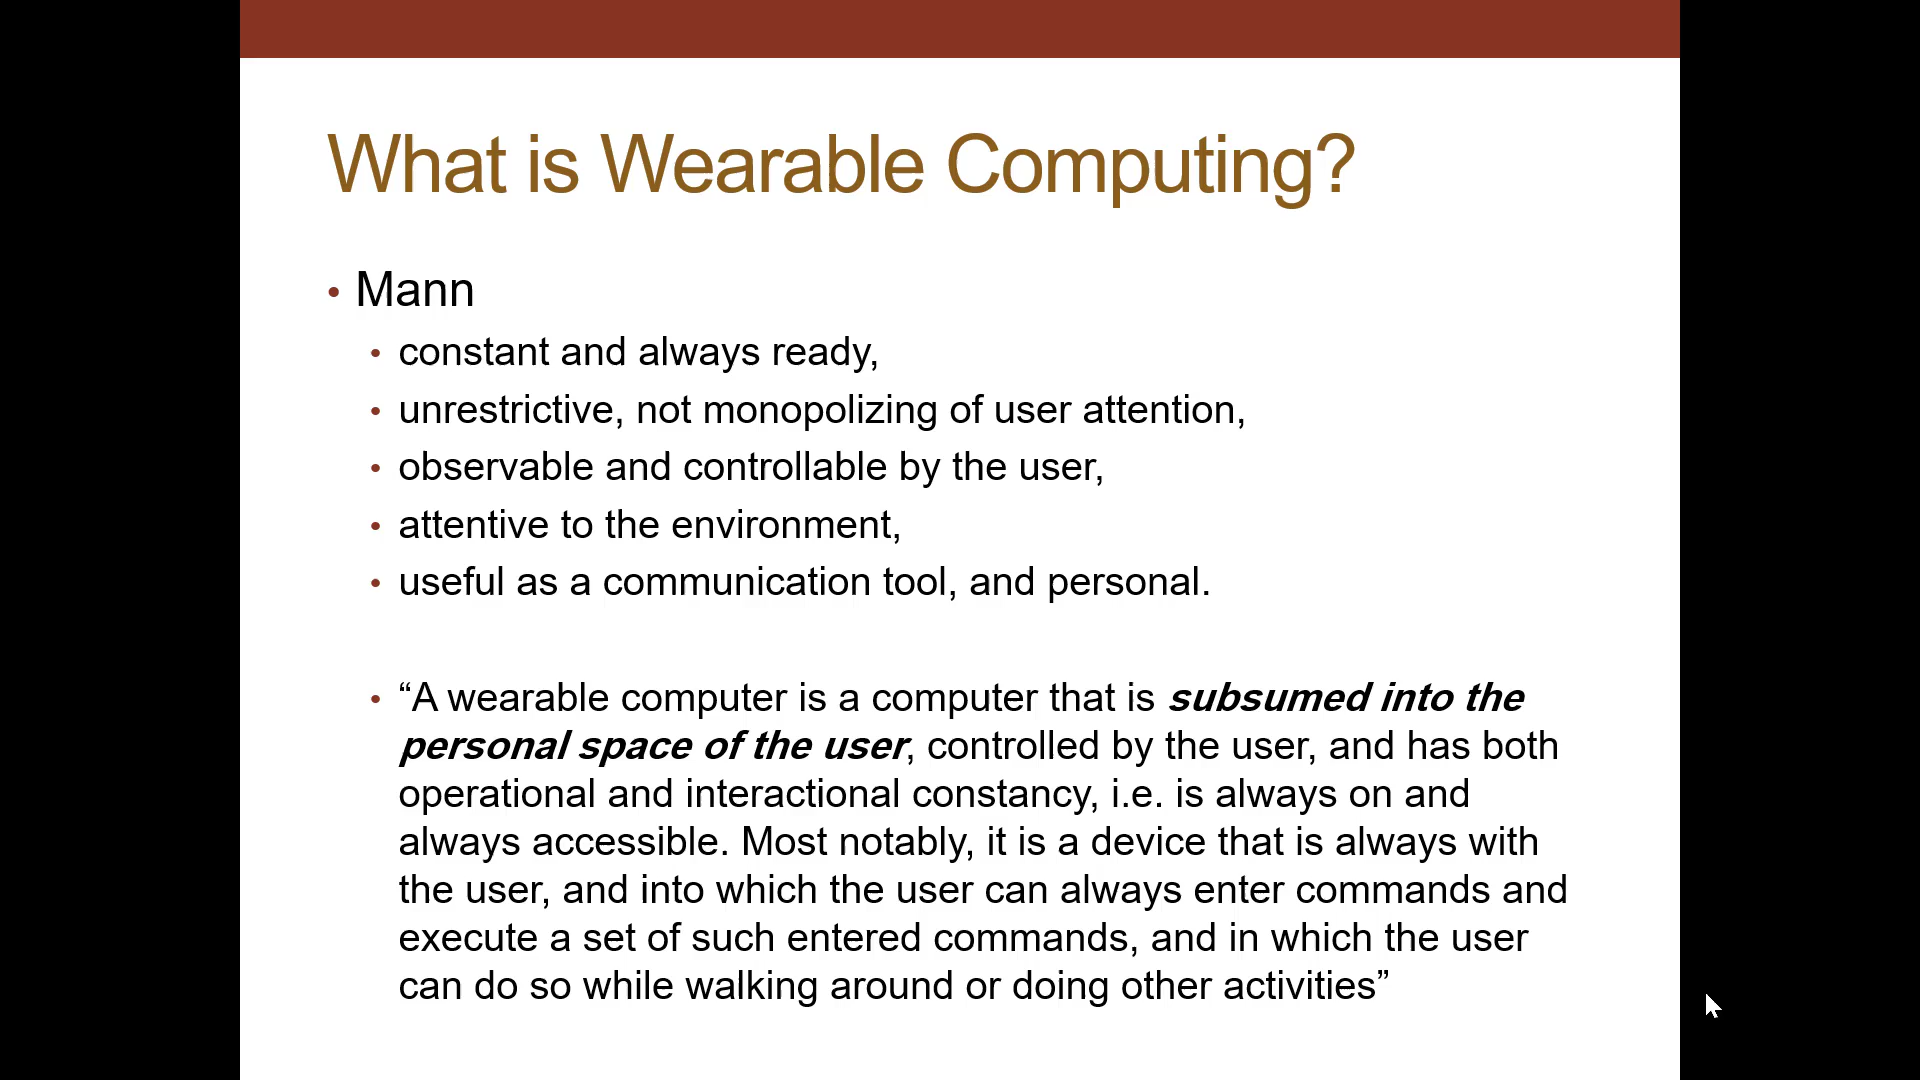 What is Wearable Computing?
• Mann
• constant and always ready,
• unrestrictive, not monopolizing of user attention,
• observable and controllable by the user,
• attentive to the environment,
• useful as a communication tool, and personal.
• “A wearable computer is a computer that is subsumed into the
personal space of the user, controlled by the user, and has both
operational and interactional constancy, i.e. is always on and
always accessible. Most notably, it is a device that is always with
the user, and into which the user can always enter commands and
execute a set of such entered commands, and in which the user
can do so while walking around or doing other activities”